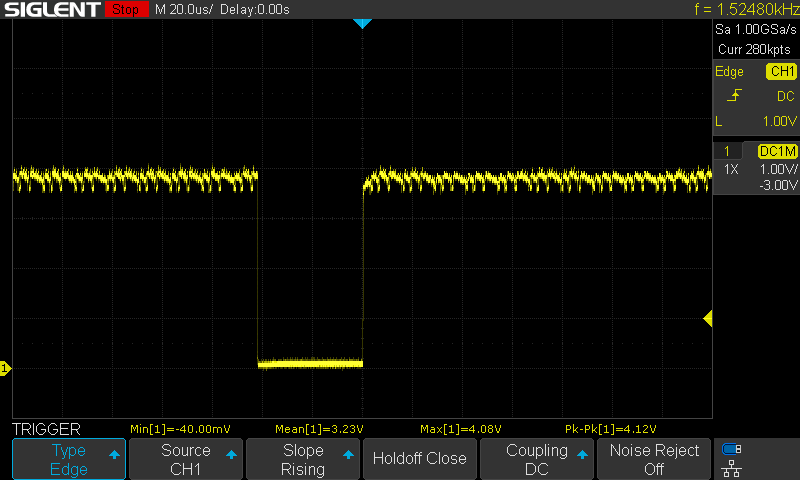 SIGLENT Stop M 20.0us/ Delay:0.00s f = 1.52480kHz
Sa 1.00GSa/s
Curr 280kpts
Edge CH1
DC
L 1.00V
1 DC1M
1X 1.00V/
-3.00V
1
TRIGGER Min[1]=-40.00mV Mean[1]=3.23V Max[1]=4.08V Pk-Pk[1]=4.12V
Type Source Slope Holdoff Close Coupling Noise Reject
Edge CH1 Rising DC Off